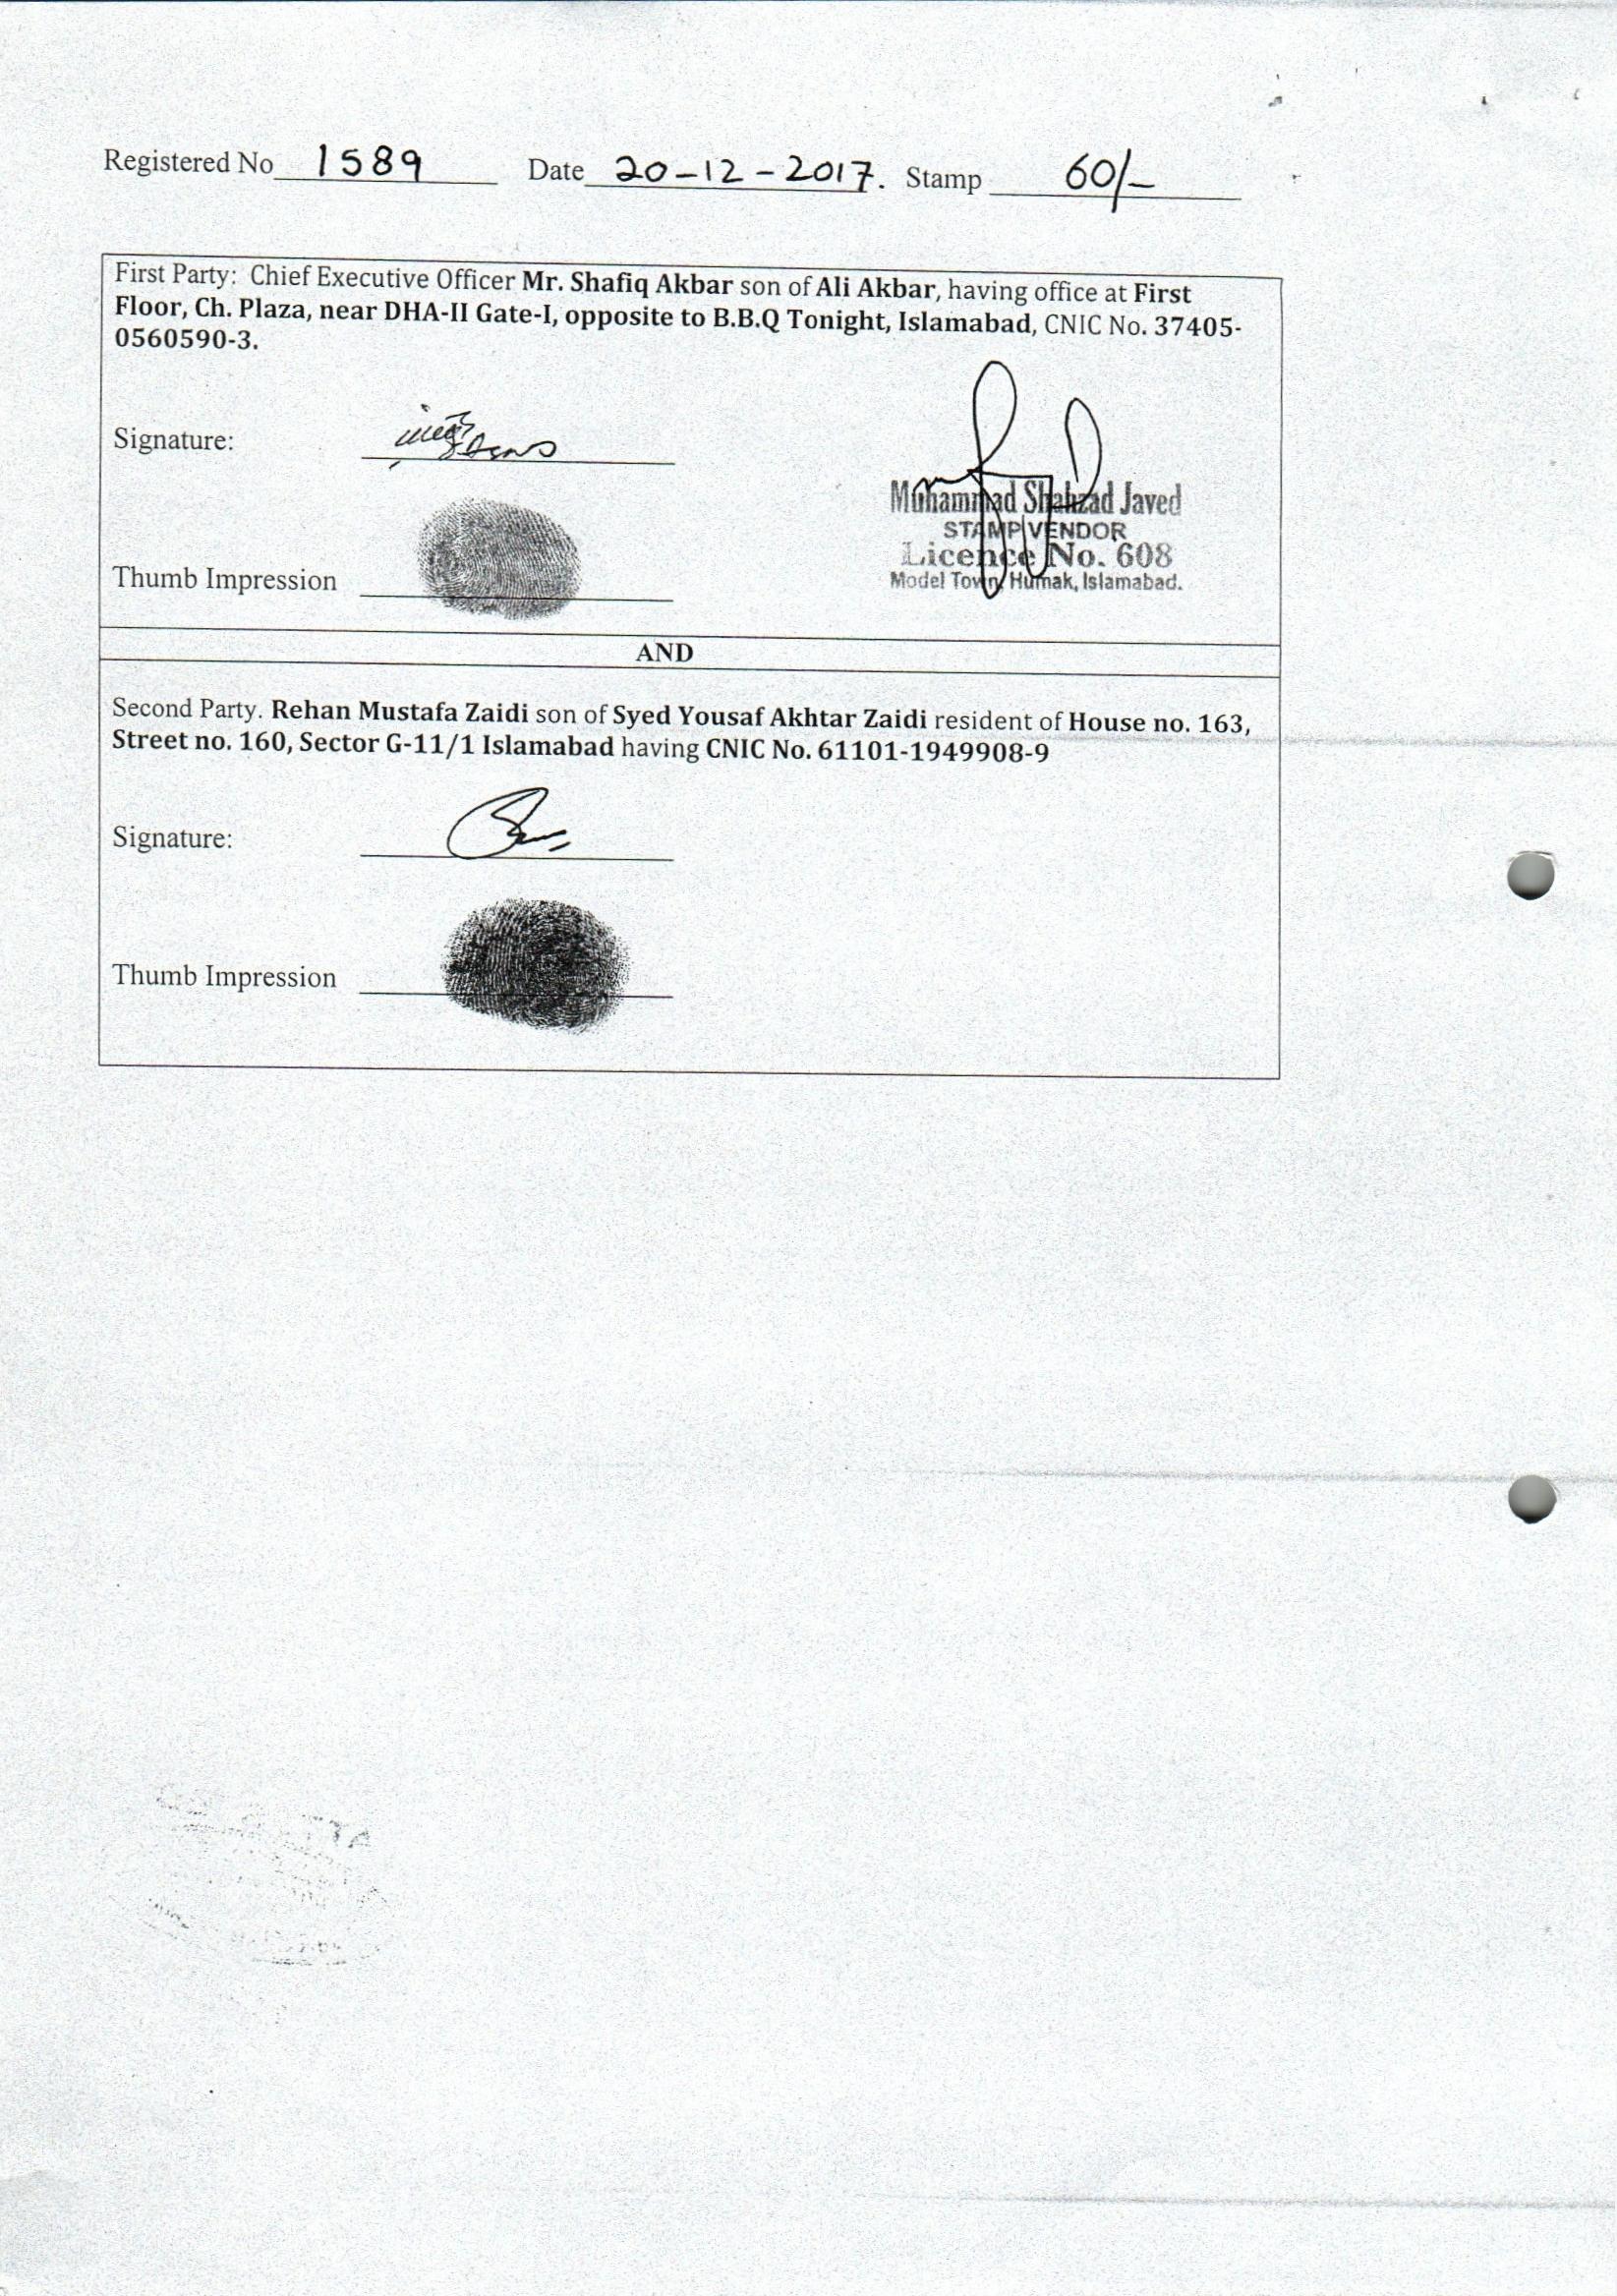 Registered No 1589 Date 20-12-2017. Stamp 60/-
First Party: Chief Executive Officer Mr. Shafiq Akbar son of Ali Akbar, having office at First
Floor, Ch. Plaza, near DHA-II Gate-I, opposite to B.B.Q Tonight, Islamabad, CNIC No. 37405-
0560590-3.
Signature:
Muhammad Shahzad Javed
STAMP VENDOR
Licence No. 608
Model Town, Humak, Islamabad.
Thumb Impression
AND
Second Party. Rehan Mustafa Zaidi son of Syed Yousaf Akhtar Zaidi resident of House no. 163,
Street no. 160, Sector G-11/1 Islamabad having CNIC No. 61101-1949908-9
Signature:
Thumb Impression